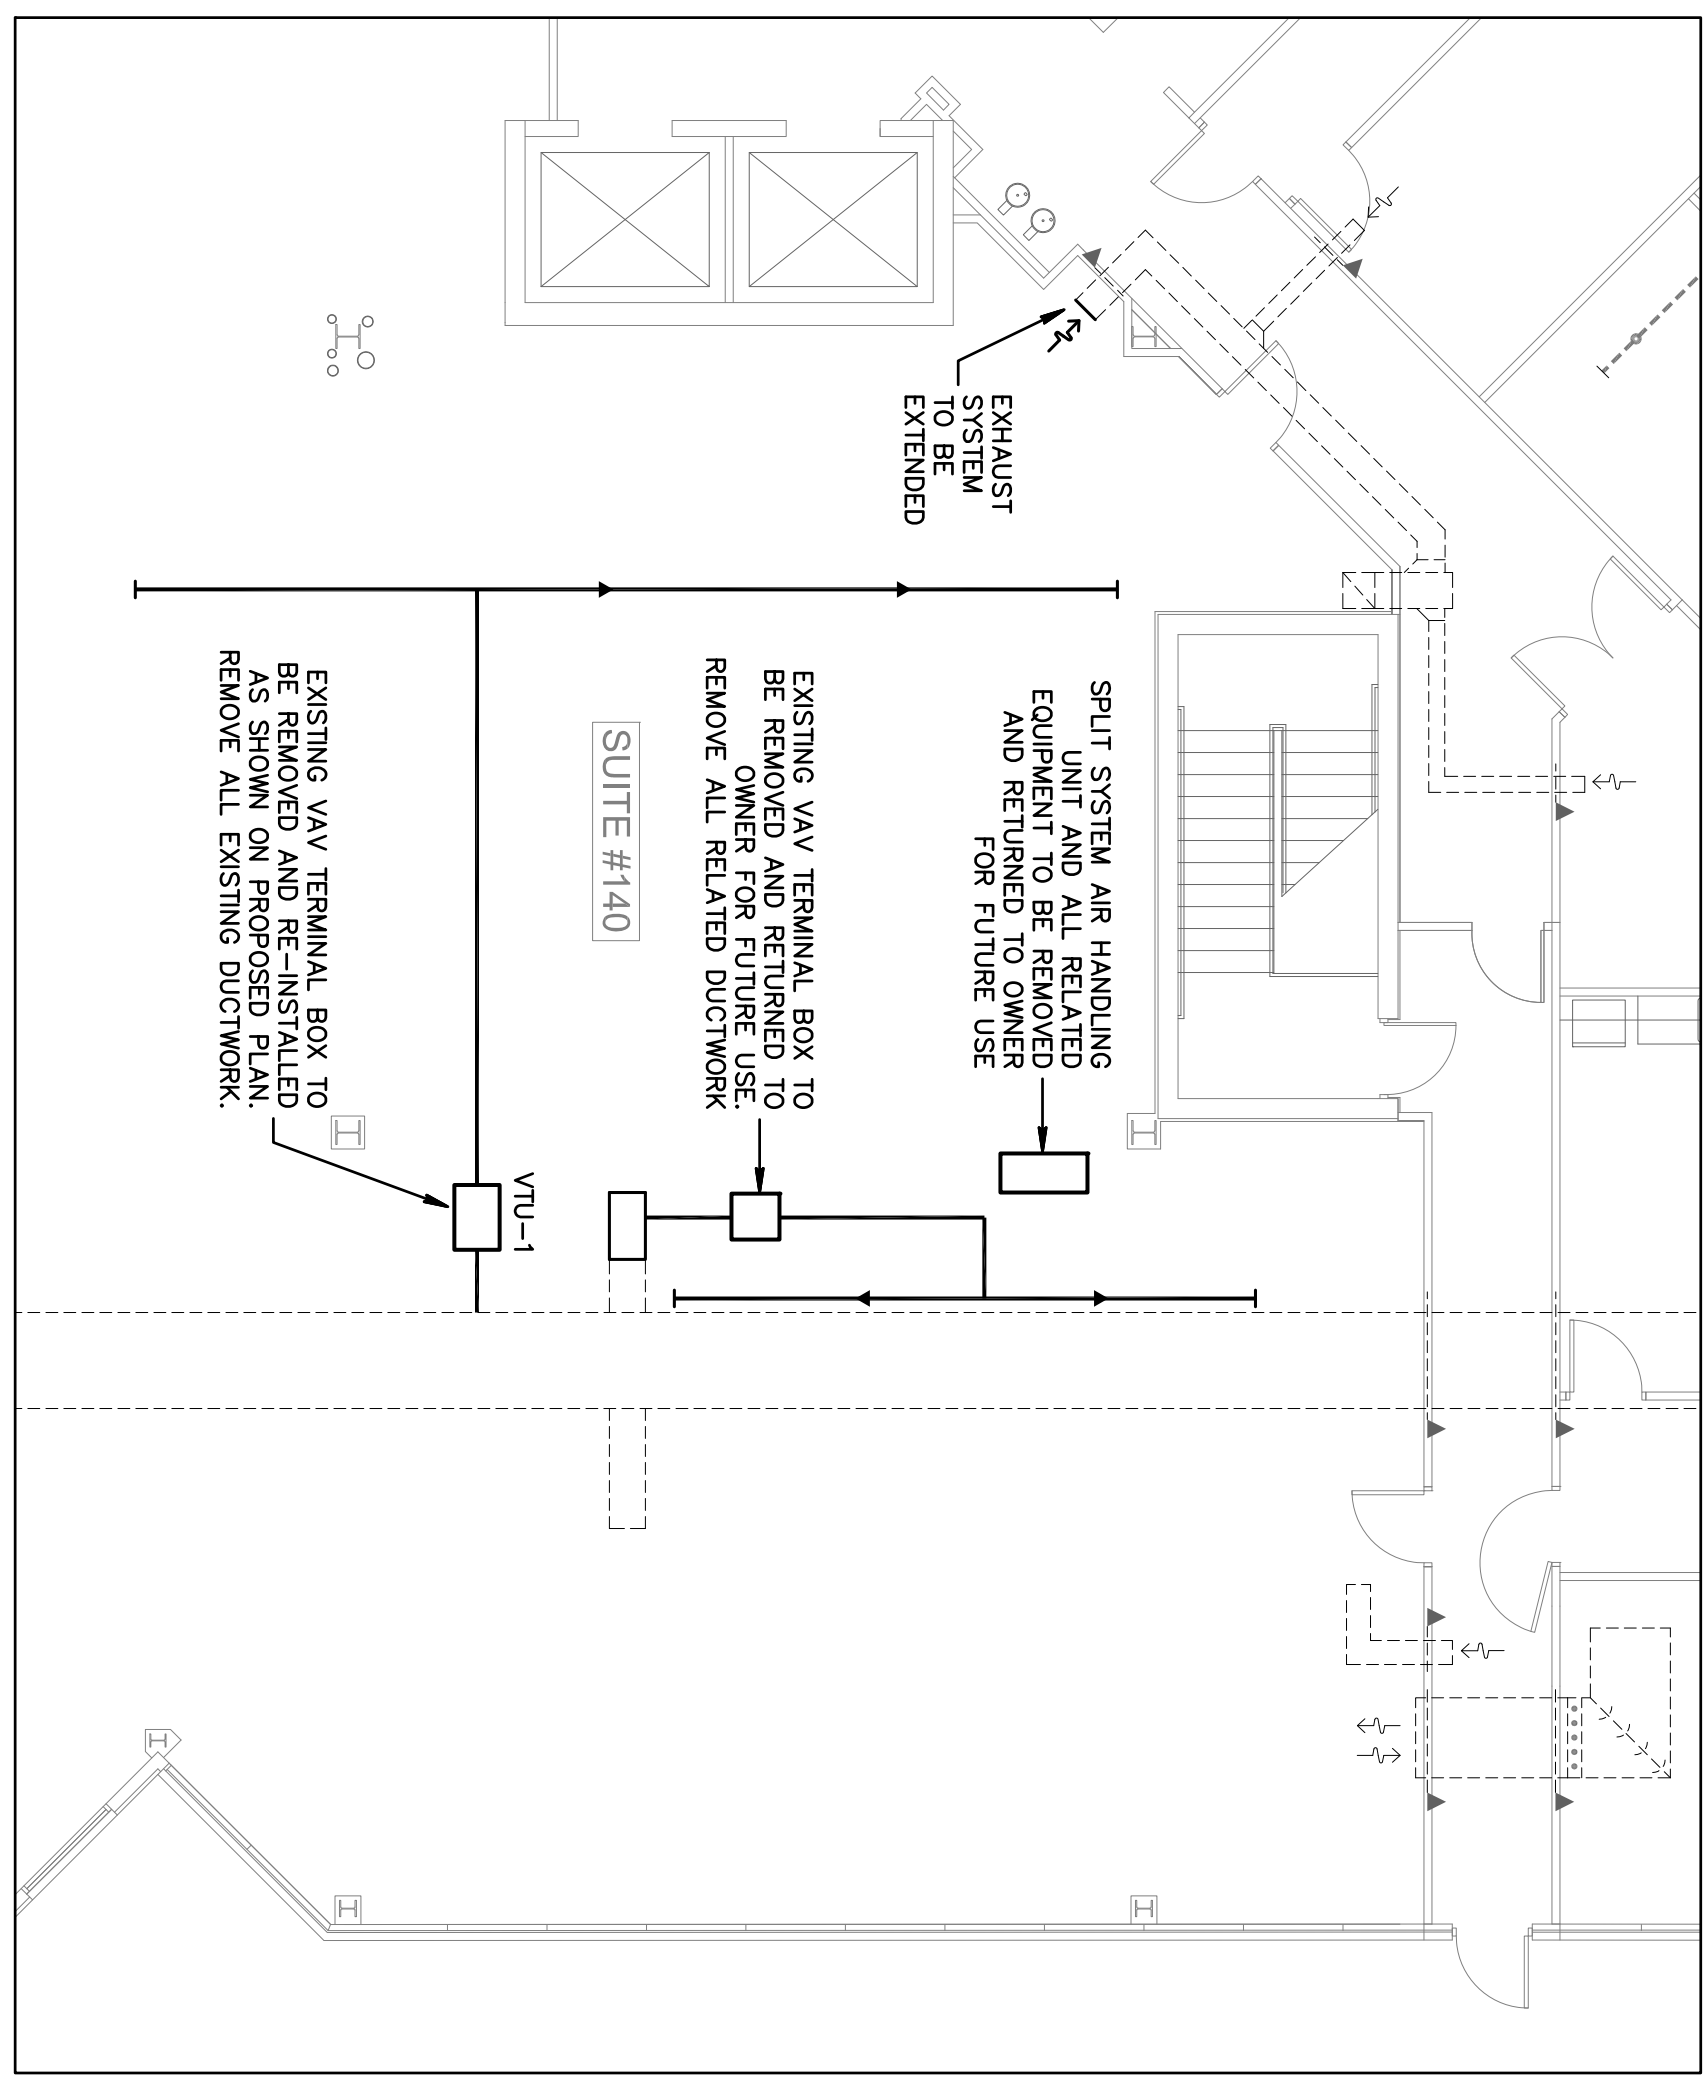 EXHAUST
SYSTEM
TO BE
EXTENDED
SPLIT SYSTEM AIR HANDLING
UNIT AND ALL RELATED
EQUIPMENT TO BE REMOVED
AND RETURNED TO OWNER
FOR FUTURE USE
EXISTING VAV TERMINAL BOX TO
BE REMOVED AND RETURNED TO
OWNER FOR FUTURE USE.
REMOVE ALL RELATED DUCTWORK
SUITE #140
VTU-1
EXISTING VAV TERMINAL BOX TO
BE REMOVED AND RE-INSTALLED
AS SHOWN ON PROPOSED PLAN.
REMOVE ALL EXISTING DUCTWORK.